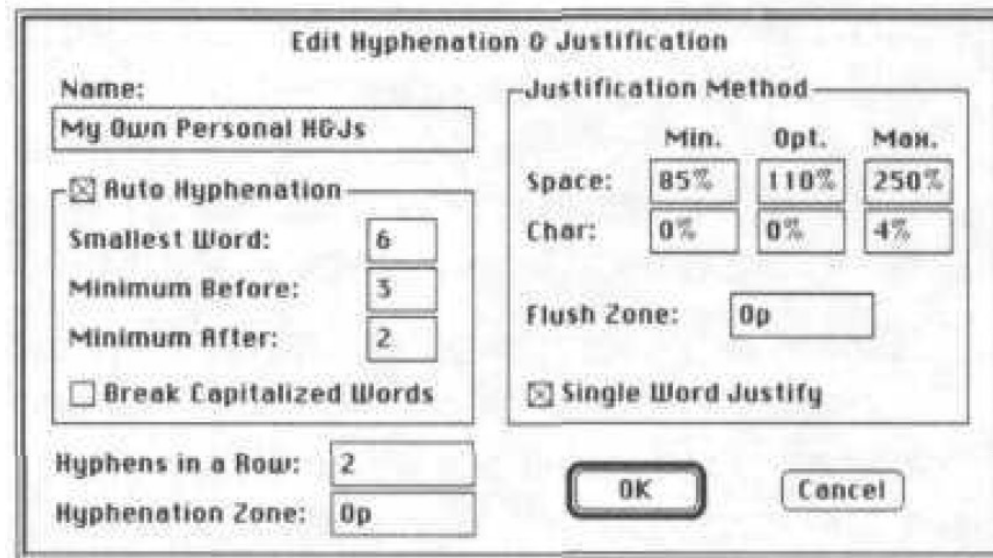 Edit Hyphenation & Justification
Name:
My Own Personal H&Js
Auto Hyphenation
Smallest Word: 6
Minimum Before: 3
Minimum After: 2
Break Capitalized Words
Hyphens in a Row: 2
Hyphenation Zone: 0p
Justification Method
Min. Opt. Max.
Space: 85% 110% 250%
Char: 0% 0% 4%
Flush Zone: 0p
Single Word Justify
OK Cancel